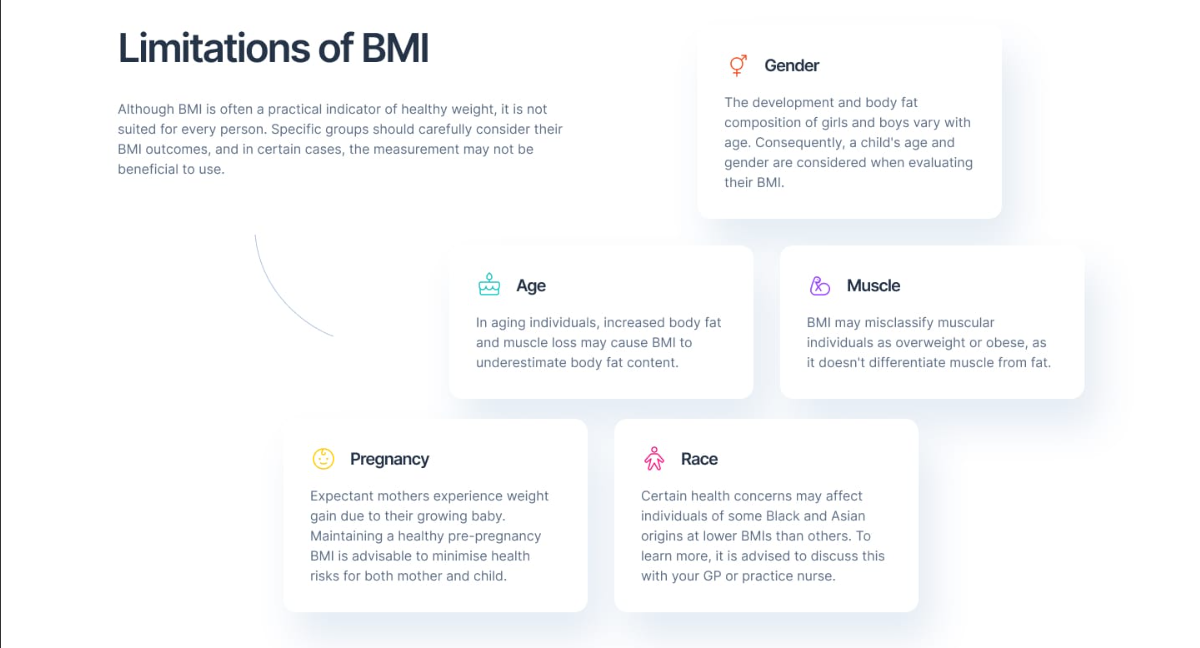 Limitations of BMI
Although BMI is often a practical indicator of healthy weight, it is not
suited for every person. Specific groups should carefully consider their
BMI outcomes, and in certain cases, the measurement may not be
beneficial to use.
Gender
The development and body fat
composition of girls and boys vary with
age. Consequently, a child's age and
gender are considered when evaluating
their BMI.
Age
In aging individuals, increased body fat
and muscle loss may cause BMI to
underestimate body fat content.
Muscle
BMI may misclassify muscular
individuals as overweight or obese, as
it doesn't differentiate muscle from fat.
Pregnancy
Expectant mothers experience weight
gain due to their growing baby.
Maintaining a healthy pre-pregnancy
BMI is advisable to minimise health
risks for both mother and child.
Race
Certain health concerns may affect
individuals of some Black and Asian
origins at lower BMIs than others. To
learn more, it is advised to discuss this
with your GP or practice nurse.